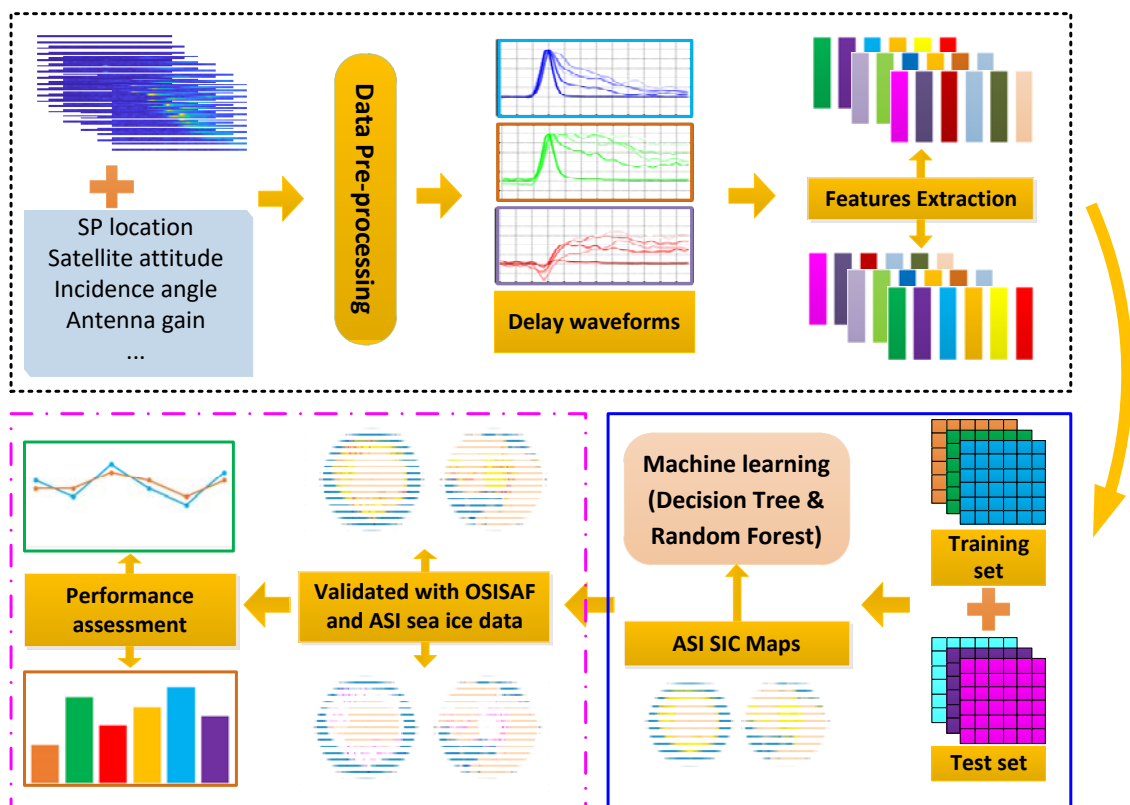 SP location
Satellite attitude
Incidence angle
Antenna gain
...
Data Pre-processing
Delay waveforms
Features Extraction
Performance
assessment
Validated with OSISAF
and ASI sea ice data
Machine learning
(Decision Tree &
Random Forest)
ASI SIC Maps
Training
set
Test set